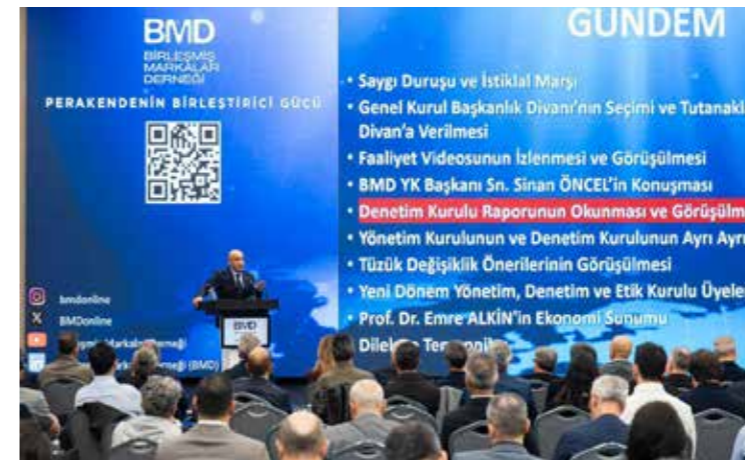 BMD
BİRLEŞMİŞ
MARKALAR
DERNEĞİ
PERAKENDENİN BİRLEŞTİRİCİ GÜCÜ
bmdonline
BMDonline
BMD
(BMD)
GÜNDEM
• Saygı Duruşu ve İstiklal Marşı
• Genel Kurul Başkanlık Divanı'nın Seçimi ve Tutanakl
Divan'a Verilmesi
• Faaliyet Videosunun İzlenmesi ve Görüşülmesi
• BMD YK Başkanı Sn. Sinan ÖNCEL'in Konuşması
• Denetim Kurulu Raporunun Okunması ve Görüşülm
• Yönetim Kurulunun ve Denetim Kurulunun Ayrı Ayrı
• Tüzük Değişiklik Önerilerinin Görüşülmesi
• Yeni Dönem Yönetim, Denetim ve Etik Kurulu Üyele
• Prof. Dr. Emre ALKİN'in Ekonomi Sunumu